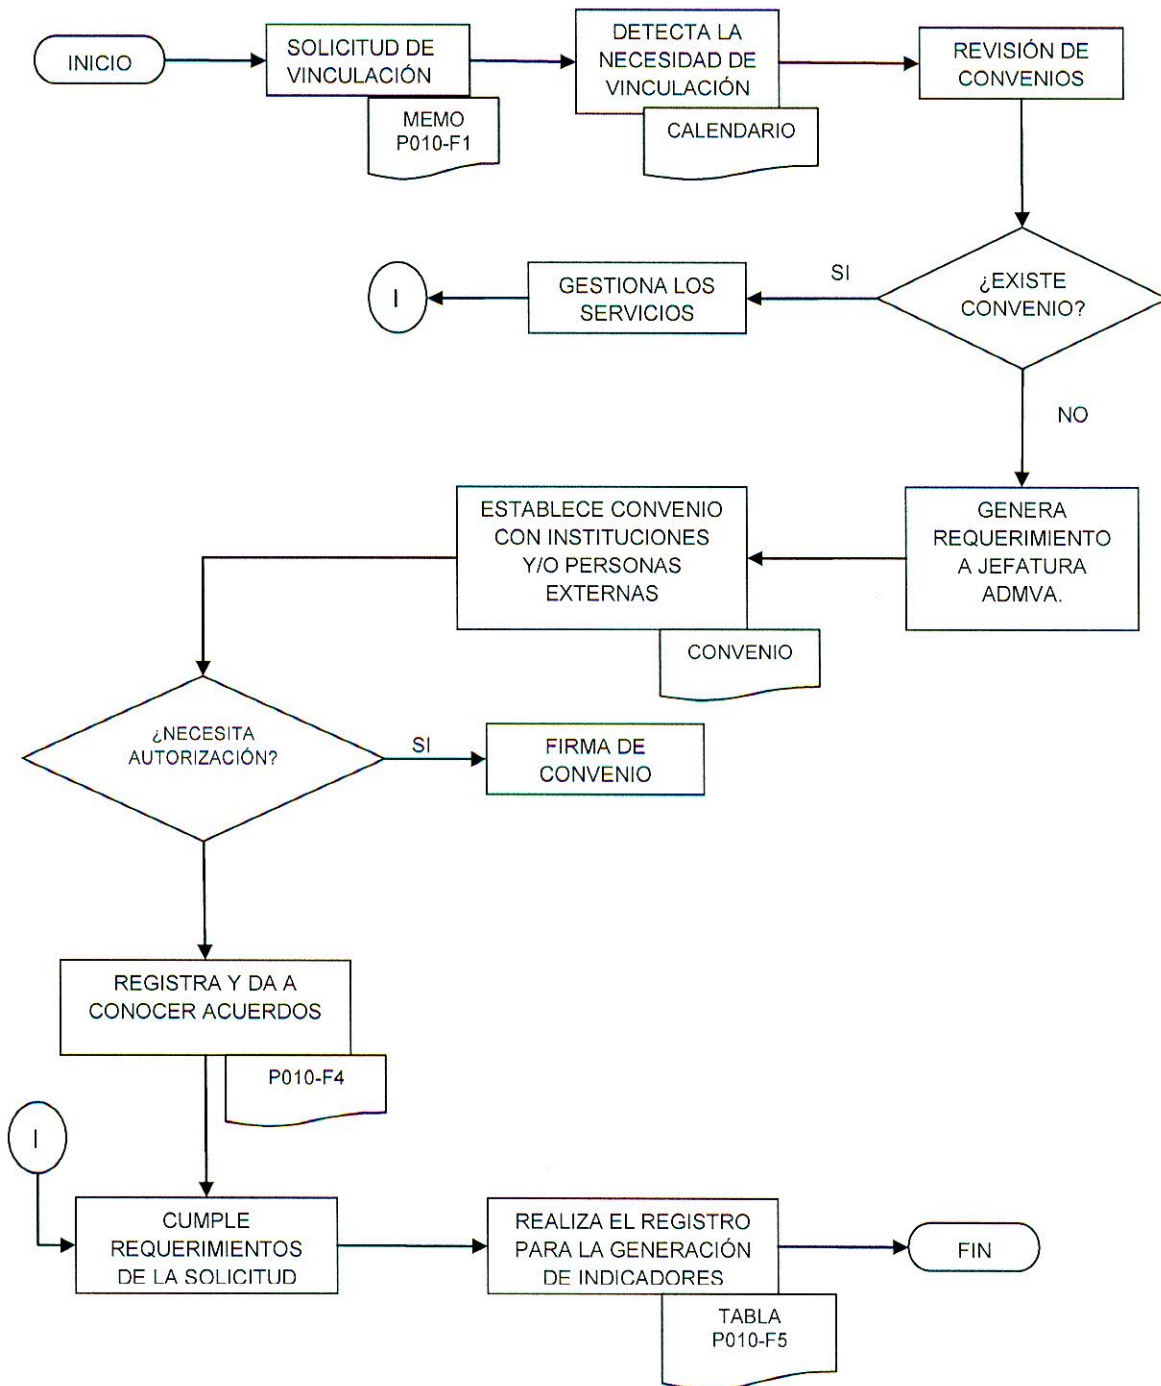 INICIO
SOLICITUD DE
VINCULACIÓN
MEMO
P010-F1
DETECTA LA
NECESIDAD DE
VINCULACIÓN
CALENDARIO
REVISIÓN DE
CONVENIOS
¿EXISTE
CONVENIO?
SI
GESTIONA LOS
SERVICIOS
I
NO
GENERA
REQUERIMIENTO
A JEFATURA
ADMVA.
ESTABLECE CONVENIO
CON INSTITUCIONES
Y/O PERSONAS
EXTERNAS
CONVENIO
¿NECESITA
AUTORIZACIÓN?
SI
FIRMA DE
CONVENIO
REGISTRA Y DA A
CONOCER ACUERDOS
P010-F4
I
CUMPLE
REQUERIMIENTOS
DE LA SOLICITUD
REALIZA EL REGISTRO
PARA LA GENERACIÓN
DE INDICADORES
TABLA
P010-F5
FIN